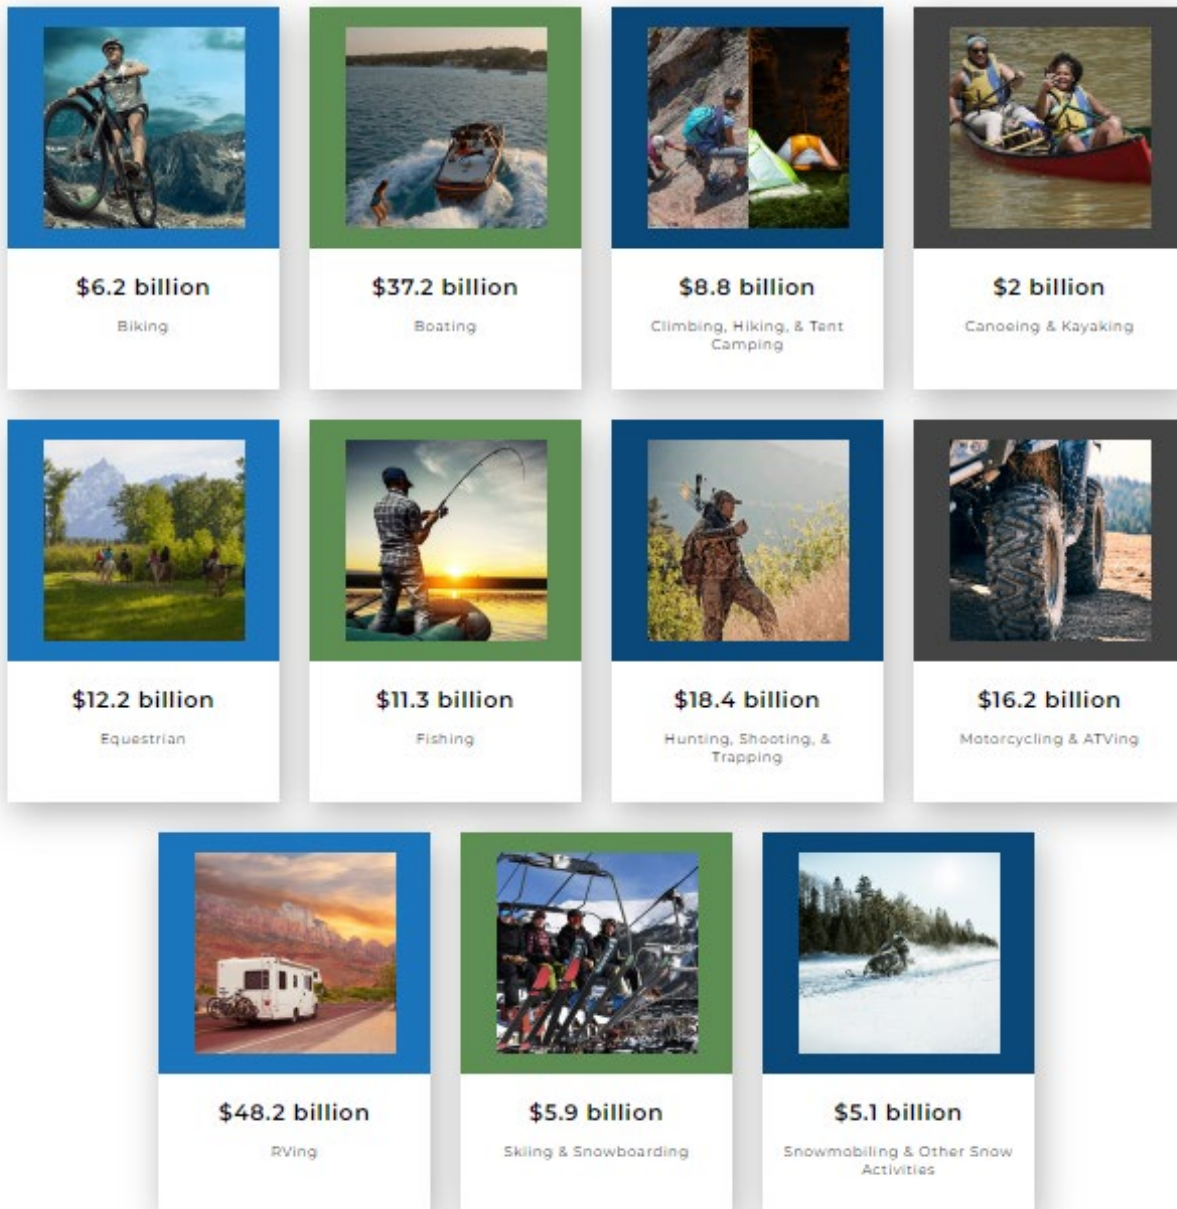 $6.2 billion
Biking
$37.2 billion
Boating
$8.8 billion
Climbing, Hiking, & Tent
Camping
$2 billion
Canoeing & Kayaking
$12.2 billion
Equestrian
$11.3 billion
Fishing
$18.4 billion
Hunting, Shooting, &
Trapping
$16.2 billion
Motorcycling & ATVing
$48.2 billion
RVing
$5.9 billion
Skiing & Snowboarding
$5.1 billion
Snowmobiling & Other Snow
Activities